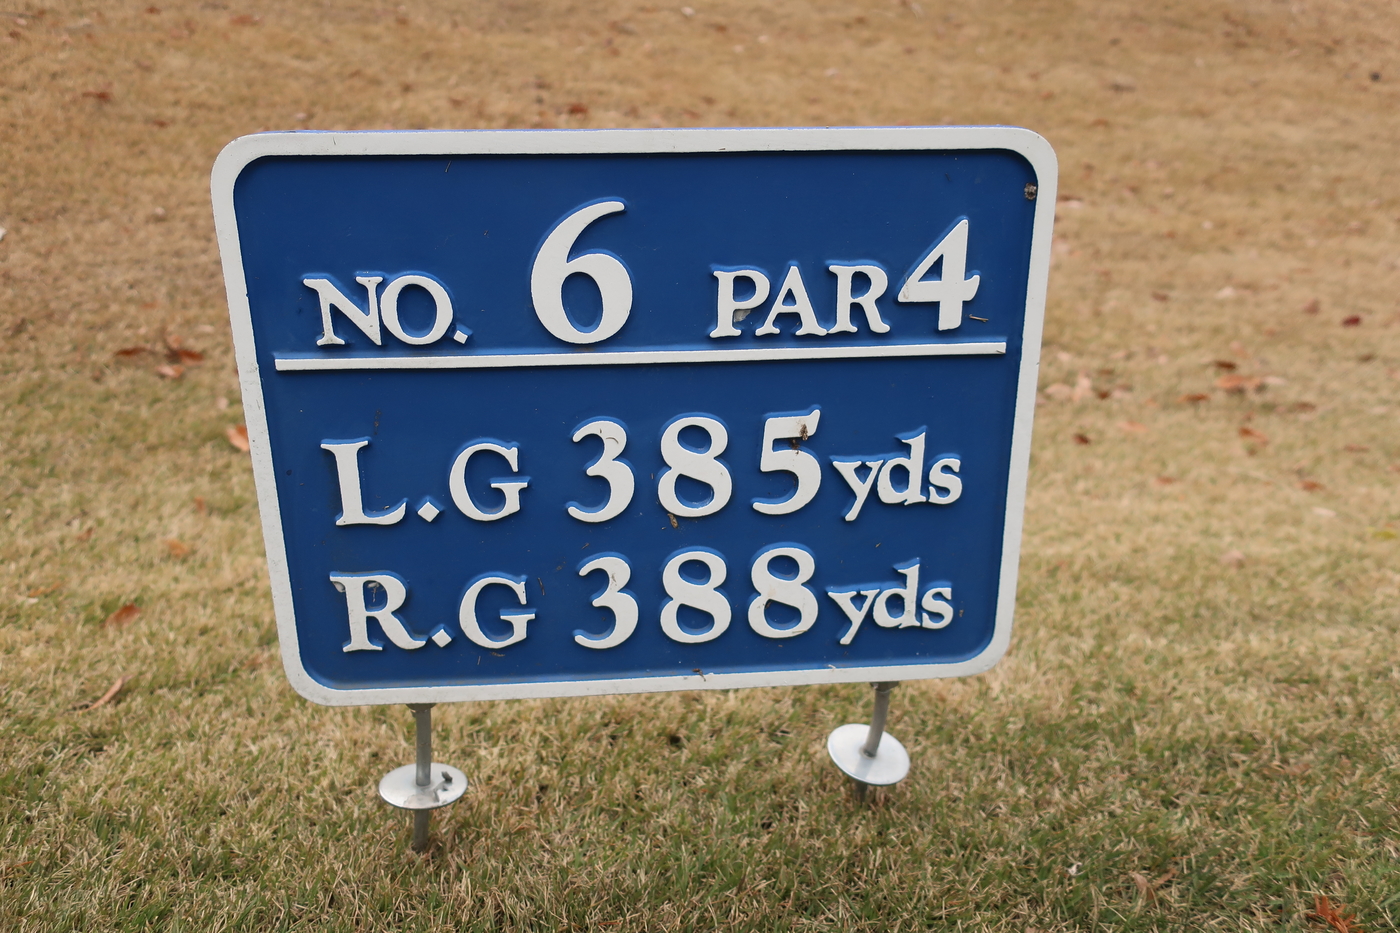 NO. 6 PAR 4
L.G 385 yds
R.G 388 yds